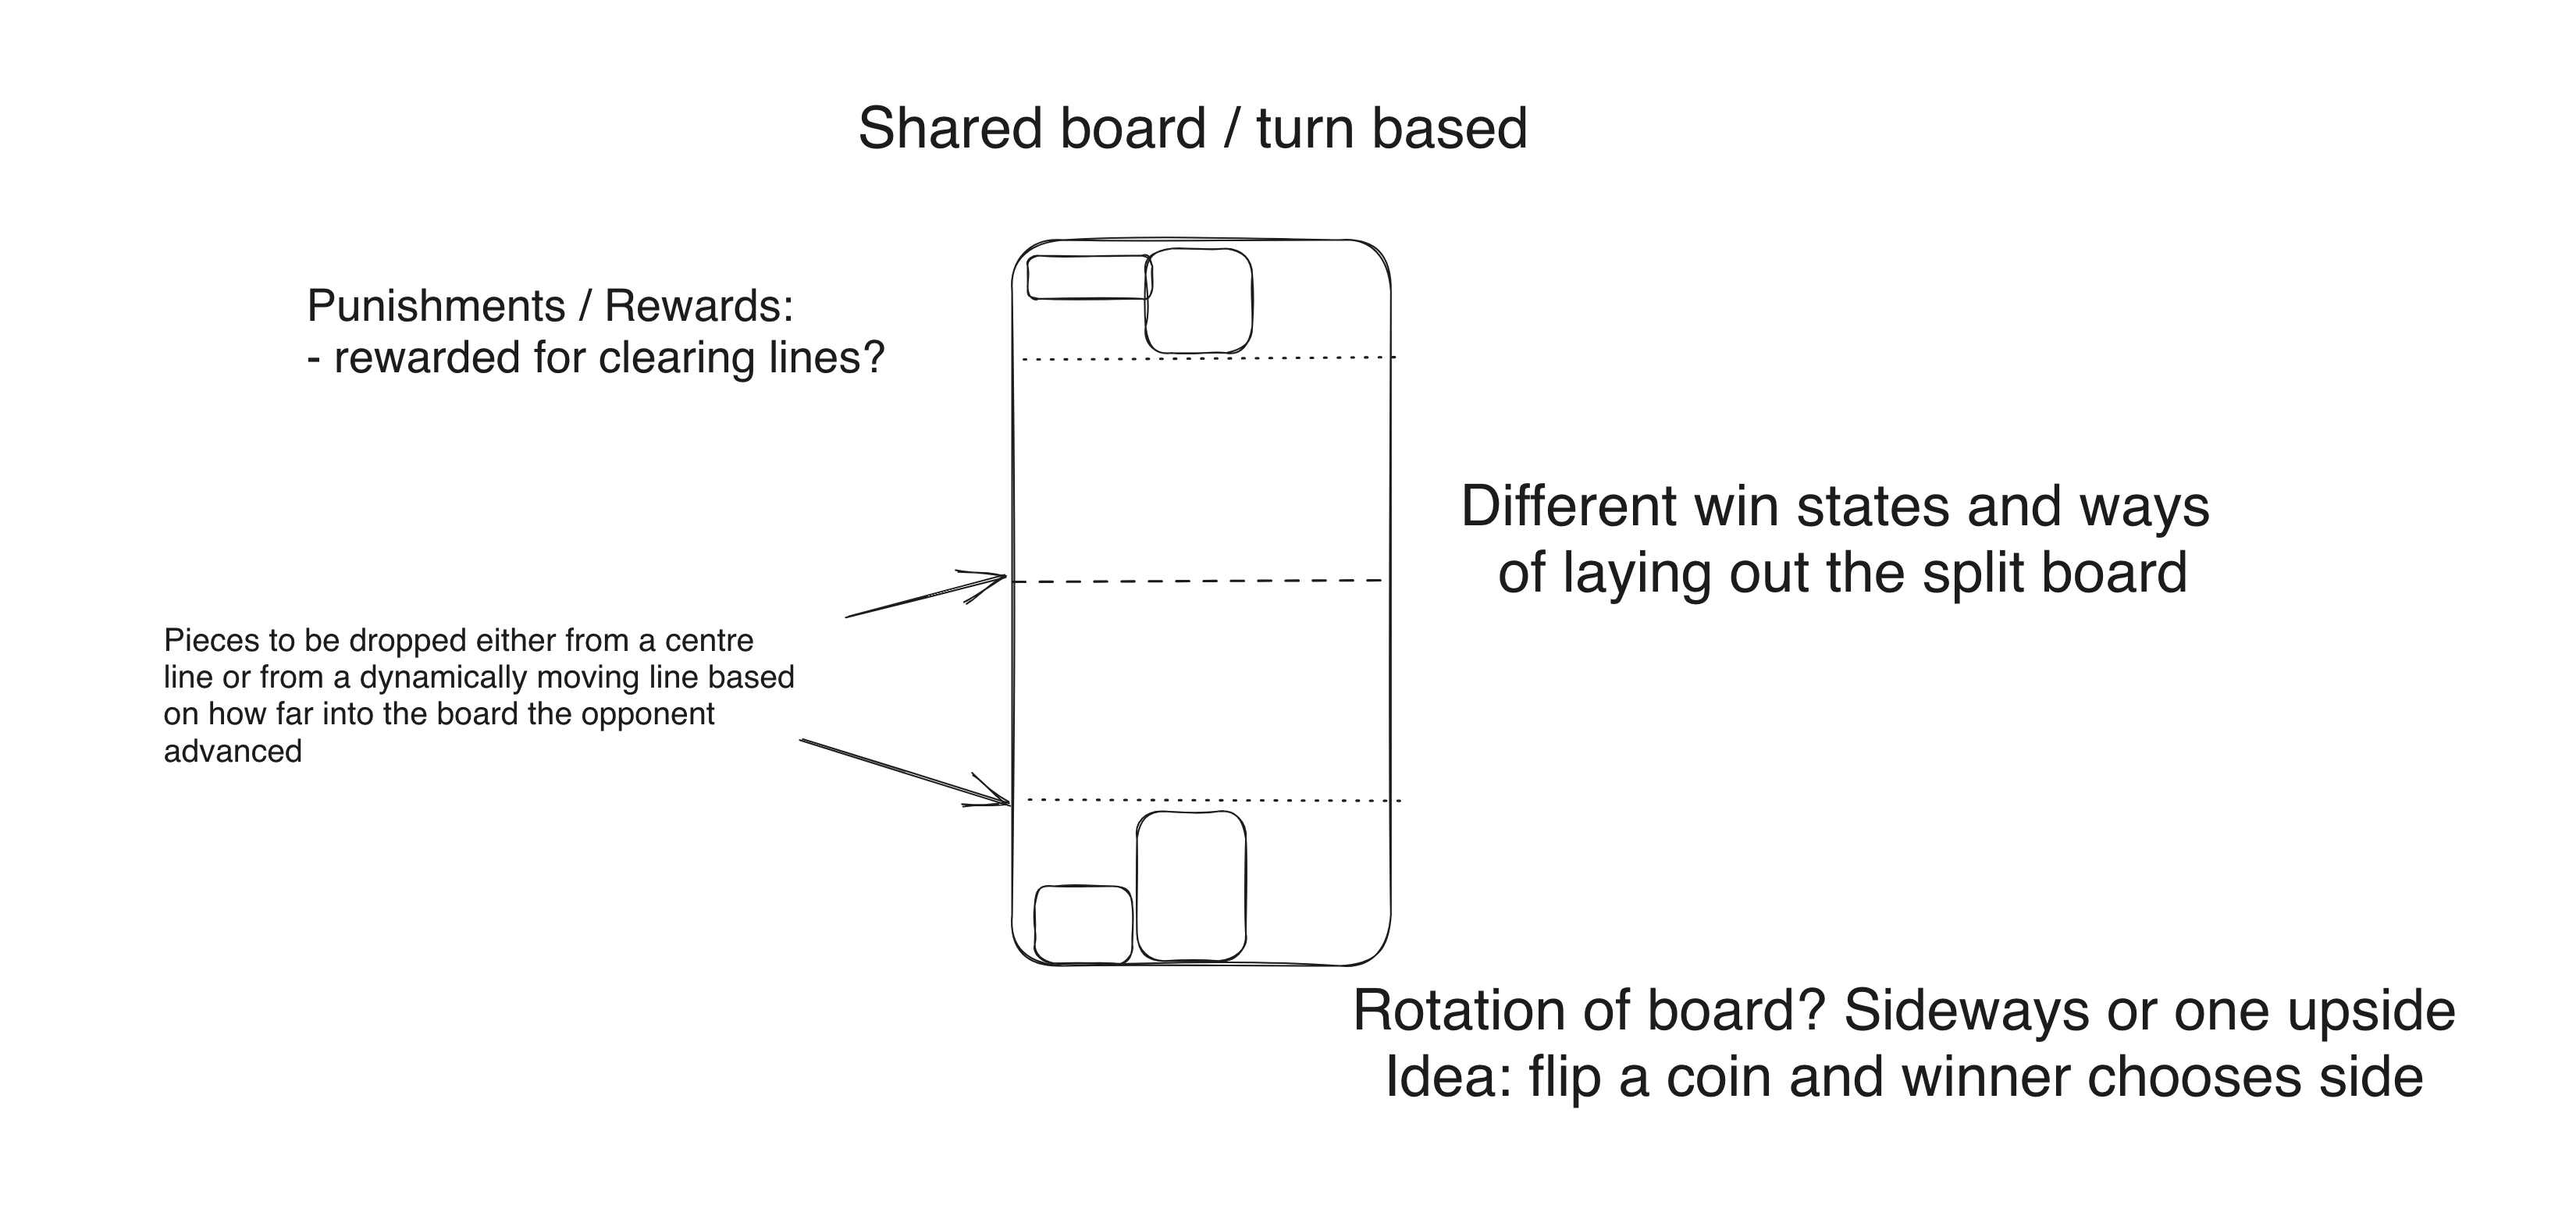 Shared board / turn based
Punishments / Rewards:
- rewarded for clearing lines?
Different win states and ways
of laying out the split board
Pieces to be dropped either from a centre
line or from a dynamically moving line based
on how far into the board the opponent
advanced
Rotation of board? Sideways or one upside
Idea: flip a coin and winner chooses side